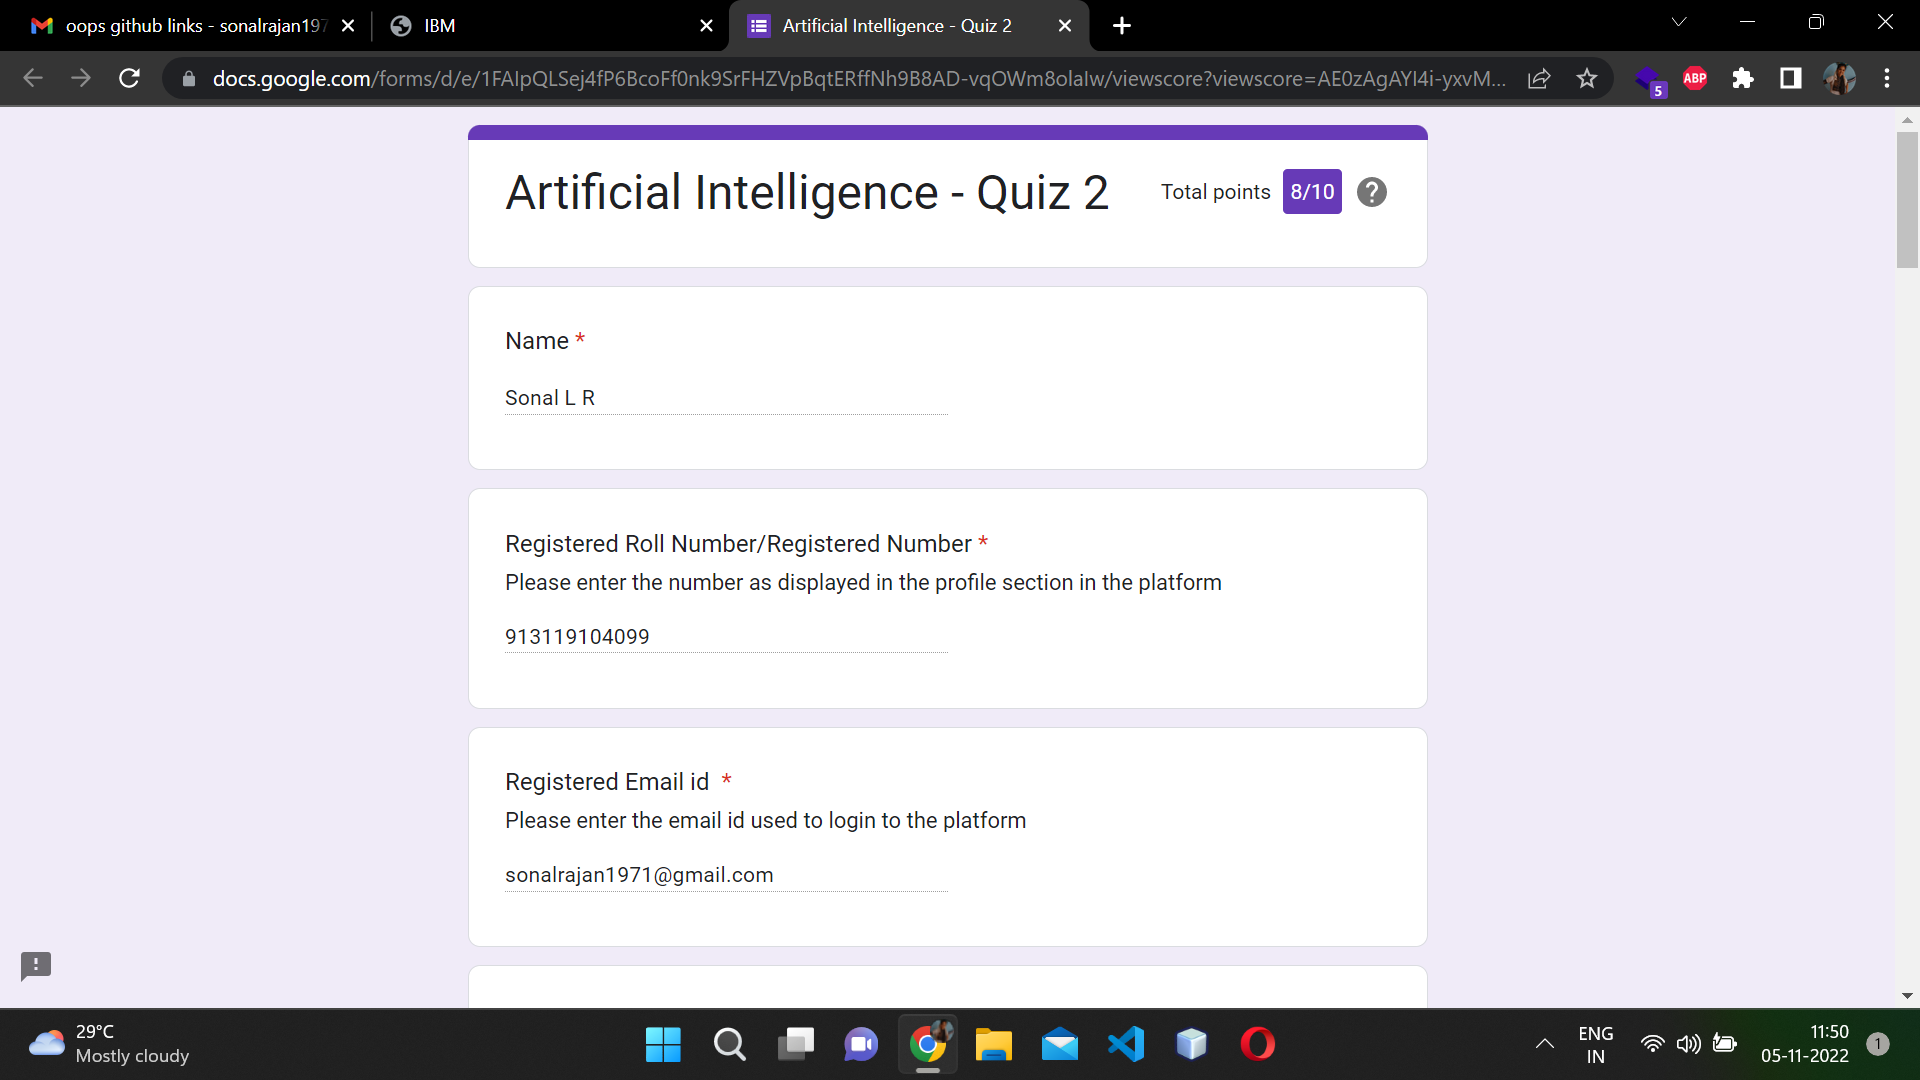 oops github links - sonalrajan197
IBM
Artificial Intelligence - Quiz 2
docs.google.com/forms/d/e/1FAIpQLSej4fP6BcoFf0nk9SrFHZVpBqtERffNh9B8AD-vqOWm8olaIw/viewscore?viewscore=AE0zAgAYI4i-yxvM...
5
ABP
Artificial Intelligence - Quiz 2
Total points 8/10
Name *
Sonal L R
Registered Roll Number/Registered Number *
Please enter the number as displayed in the profile section in the platform
913119104099
Registered Email id *
Please enter the email id used to login to the platform
sonalrajan1971@gmail.com
29°C
Mostly cloudy
ENG
IN
11:50
05-11-2022
1